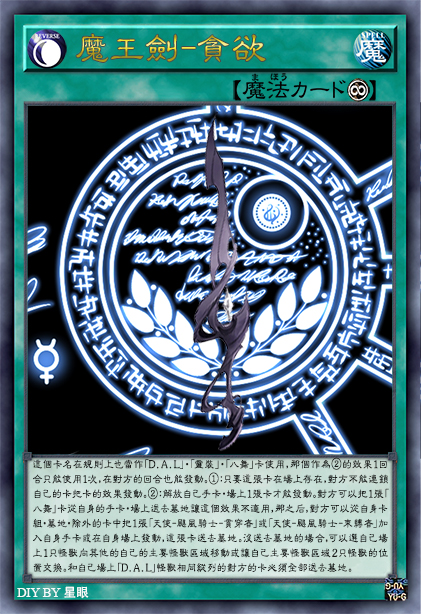 REVERSE
魔王劍-貪欲
SPELL
魔
まほう
【魔法カード】
這個卡名在規則上也當作「D.A.L」・「靈裝」・「八舞」卡使用,那個作為②的效果1回
合只能使用1次,在對方的回合也能發動。①:只要這張卡在場上存在,對方不能連鎖
自己的卡把卡的效果發動。②:解放自己手卡・場上1張卡才能發動。對方可以把1張「
八舞」卡從自身的手卡・場上送去墓地讓這個效果不適用,那之後,對方可以從自身卡
組・墓地・除外的卡中把1張「天使-颶風騎士-貫穿者」或「天使-颶風騎士-束縛者」加
入自身手卡或在自身場上發動,這張卡送去墓地。沒送去墓地的場合,可以選自己場
上1只怪獸向其他的自己的主要怪獸區域移動或讓自己主要怪獸區域2只怪獸的位
置交換。和自己場上「D.A.L」怪獸相同縱列的對方的卡必須全部送去墓地。
DIY BY 星眼
YU-G